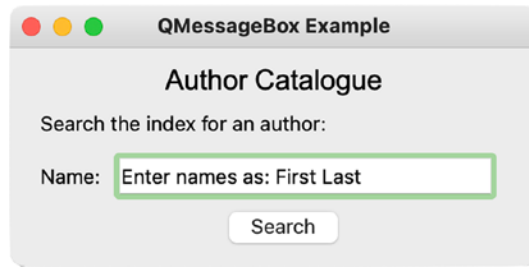 QMessageBox Example
Author Catalogue
Search the index for an author:
Name: Enter names as: First Last
Search